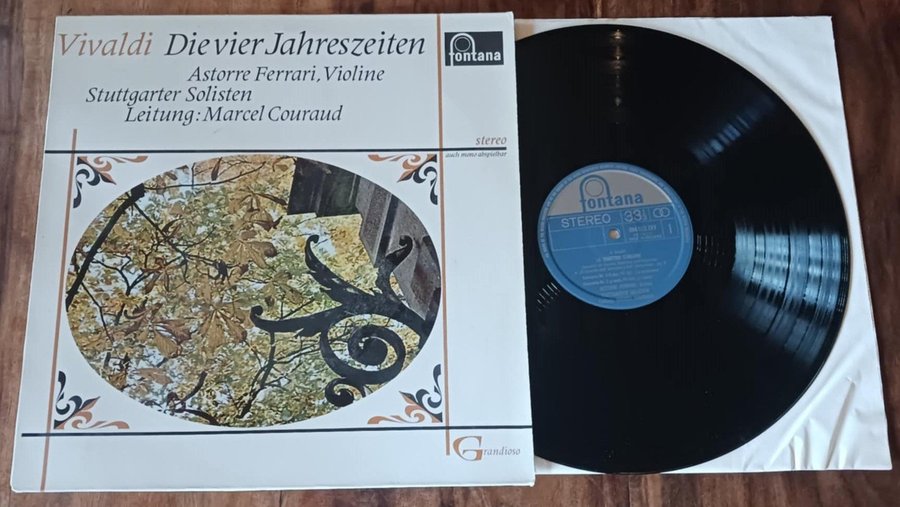 Vivaldi Die vier Jahreszeiten
fontana
Astorre Ferrari, Violine
Stuttgarter Solisten
Leitung: Marcel Couraud
stereo
auch mono abspielbar
Grandioso
fontana
STEREO 33